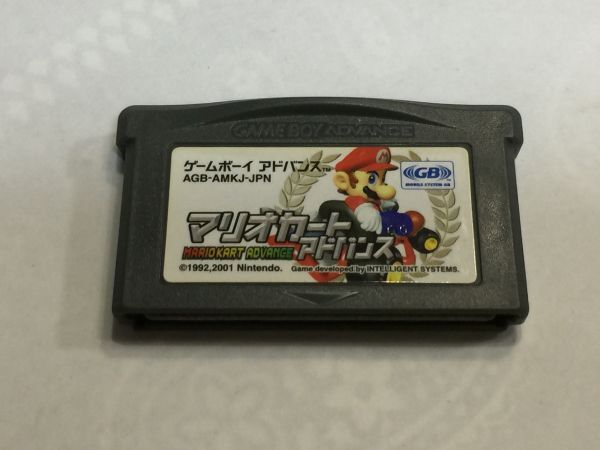 GAME BOY ADVANCE
ゲームボーイ アドバンス™
AGB-AMKJ-JPN
M
GB
MOBILE SYSTEM GB
マリオカート
アドバンス
MARIO KART ADVANCE
©1992,2001 Nintendo. Game developed by INTELLIGENT SYSTEMS.